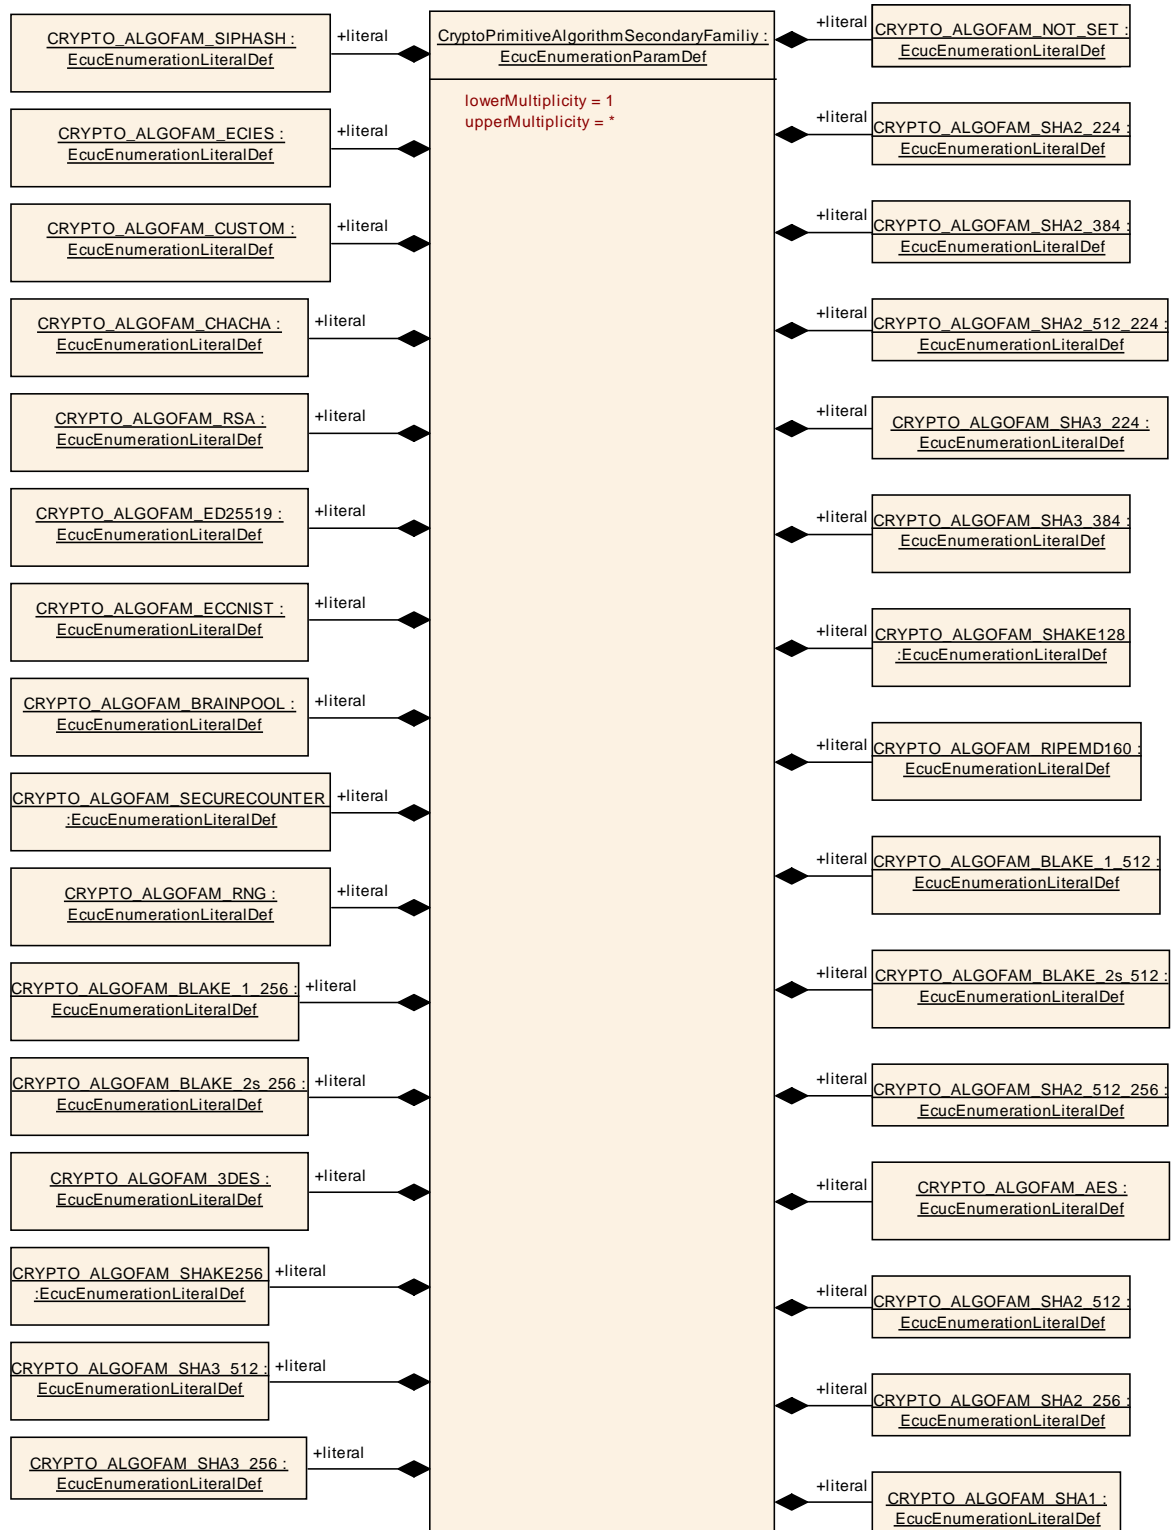 CRYPTO_ALGOFAM_SIPHASH :
EcucEnumerationLiteralDef
+literal
CRYPTO_ALGOFAM_ECIES :
EcucEnumerationLiteralDef
+literal
CRYPTO_ALGOFAM_CUSTOM :
EcucEnumerationLiteralDef
+literal
CRYPTO_ALGOFAM_CHACHA :
EcucEnumerationLiteralDef
+literal
CRYPTO_ALGOFAM_RSA :
EcucEnumerationLiteralDef
+literal
CRYPTO_ALGOFAM_ED25519 :
EcucEnumerationLiteralDef
+literal
CRYPTO_ALGOFAM_ECCNIST :
EcucEnumerationLiteralDef
+literal
CRYPTO_ALGOFAM_BRAINPOOL :
EcucEnumerationLiteralDef
+literal
CRYPTO_ALGOFAM_SECURECOUNTER
:EcucEnumerationLiteralDef
+literal
CRYPTO_ALGOFAM_RNG :
EcucEnumerationLiteralDef
+literal
CRYPTO_ALGOFAM_BLAKE_1_256 :
EcucEnumerationLiteralDef
+literal
CRYPTO_ALGOFAM_BLAKE_2s_256 :
EcucEnumerationLiteralDef
+literal
CRYPTO_ALGOFAM_3DES :
EcucEnumerationLiteralDef
+literal
CRYPTO_ALGOFAM_SHAKE256
:EcucEnumerationLiteralDef
+literal
CRYPTO_ALGOFAM_SHA3_512 :
EcucEnumerationLiteralDef
+literal
CRYPTO_ALGOFAM_SHA3_256 :
EcucEnumerationLiteralDef
+literal
CryptoPrimitiveAlgorithmSecondaryFamiliy :
EcucEnumerationParamDef
lowerMultiplicity = 1
upperMultiplicity = *
+literal
CRYPTO_ALGOFAM_NOT_SET :
EcucEnumerationLiteralDef
+literal
CRYPTO_ALGOFAM_SHA2_224 :
EcucEnumerationLiteralDef
+literal
CRYPTO_ALGOFAM_SHA2_384 :
EcucEnumerationLiteralDef
+literal
CRYPTO_ALGOFAM_SHA2_512_224 :
EcucEnumerationLiteralDef
+literal
CRYPTO_ALGOFAM_SHA3_224 :
EcucEnumerationLiteralDef
+literal
CRYPTO_ALGOFAM_SHA3_384 :
EcucEnumerationLiteralDef
+literal
CRYPTO_ALGOFAM_SHAKE128
:EcucEnumerationLiteralDef
+literal
CRYPTO_ALGOFAM_RIPEMD160 :
EcucEnumerationLiteralDef
+literal
CRYPTO_ALGOFAM_BLAKE_1_512 :
EcucEnumerationLiteralDef
+literal
CRYPTO_ALGOFAM_BLAKE_2s_512 :
EcucEnumerationLiteralDef
+literal
CRYPTO_ALGOFAM_SHA2_512_256 :
EcucEnumerationLiteralDef
+literal
CRYPTO_ALGOFAM_AES :
EcucEnumerationLiteralDef
+literal
CRYPTO_ALGOFAM_SHA2_512 :
EcucEnumerationLiteralDef
+literal
CRYPTO_ALGOFAM_SHA2_256 :
EcucEnumerationLiteralDef
+literal
CRYPTO_ALGOFAM_SHA1 :
EcucEnumerationLiteralDef